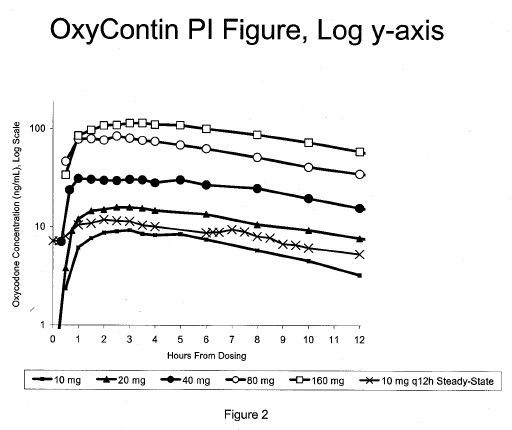 OxyContin PI Figure, Log y-axis
Oxycodone Concentration (ng/mL), Log Scale
100
10
1
0 1 2 3 4 5 6 7 8 9 10 11 12
Hours From Dosing
10 mg 20 mg 40 mg 80 mg 160 mg 10 mg q12h Steady-State
Figure 2